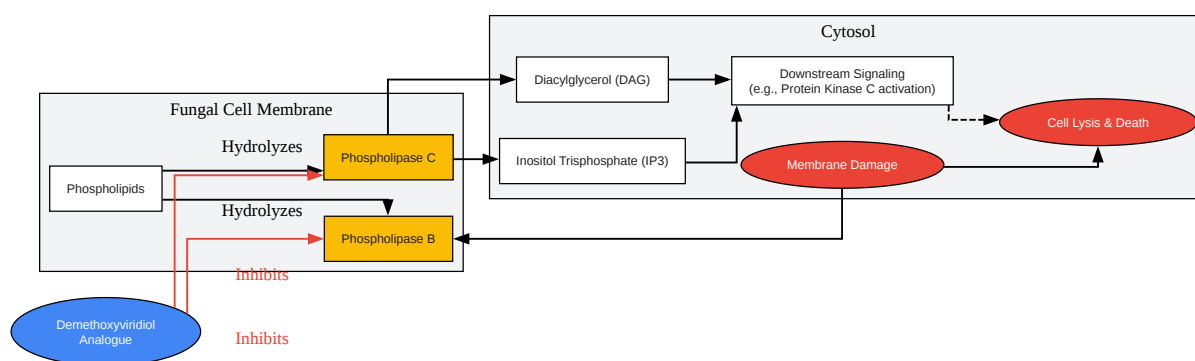 Cytosol
Diacylglycerol (DAG)
Downstream Signaling
(e.g., Protein Kinase C activation)
Fungal Cell Membrane
Cell Lysis & Death
Hydrolyzes
Phospholipase C
Inositol Trisphosphate (IP3)
Membrane Damage
Phospholipids
Hydrolyzes
Phospholipase B
Inhibits
Demethoxyviridiol
Analogue
Inhibits